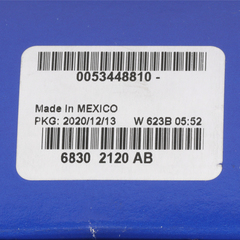 0053448810 -
Made In MEXICO
PKG: 2020/12/13 W 623B 05:52
6830 2120 AB